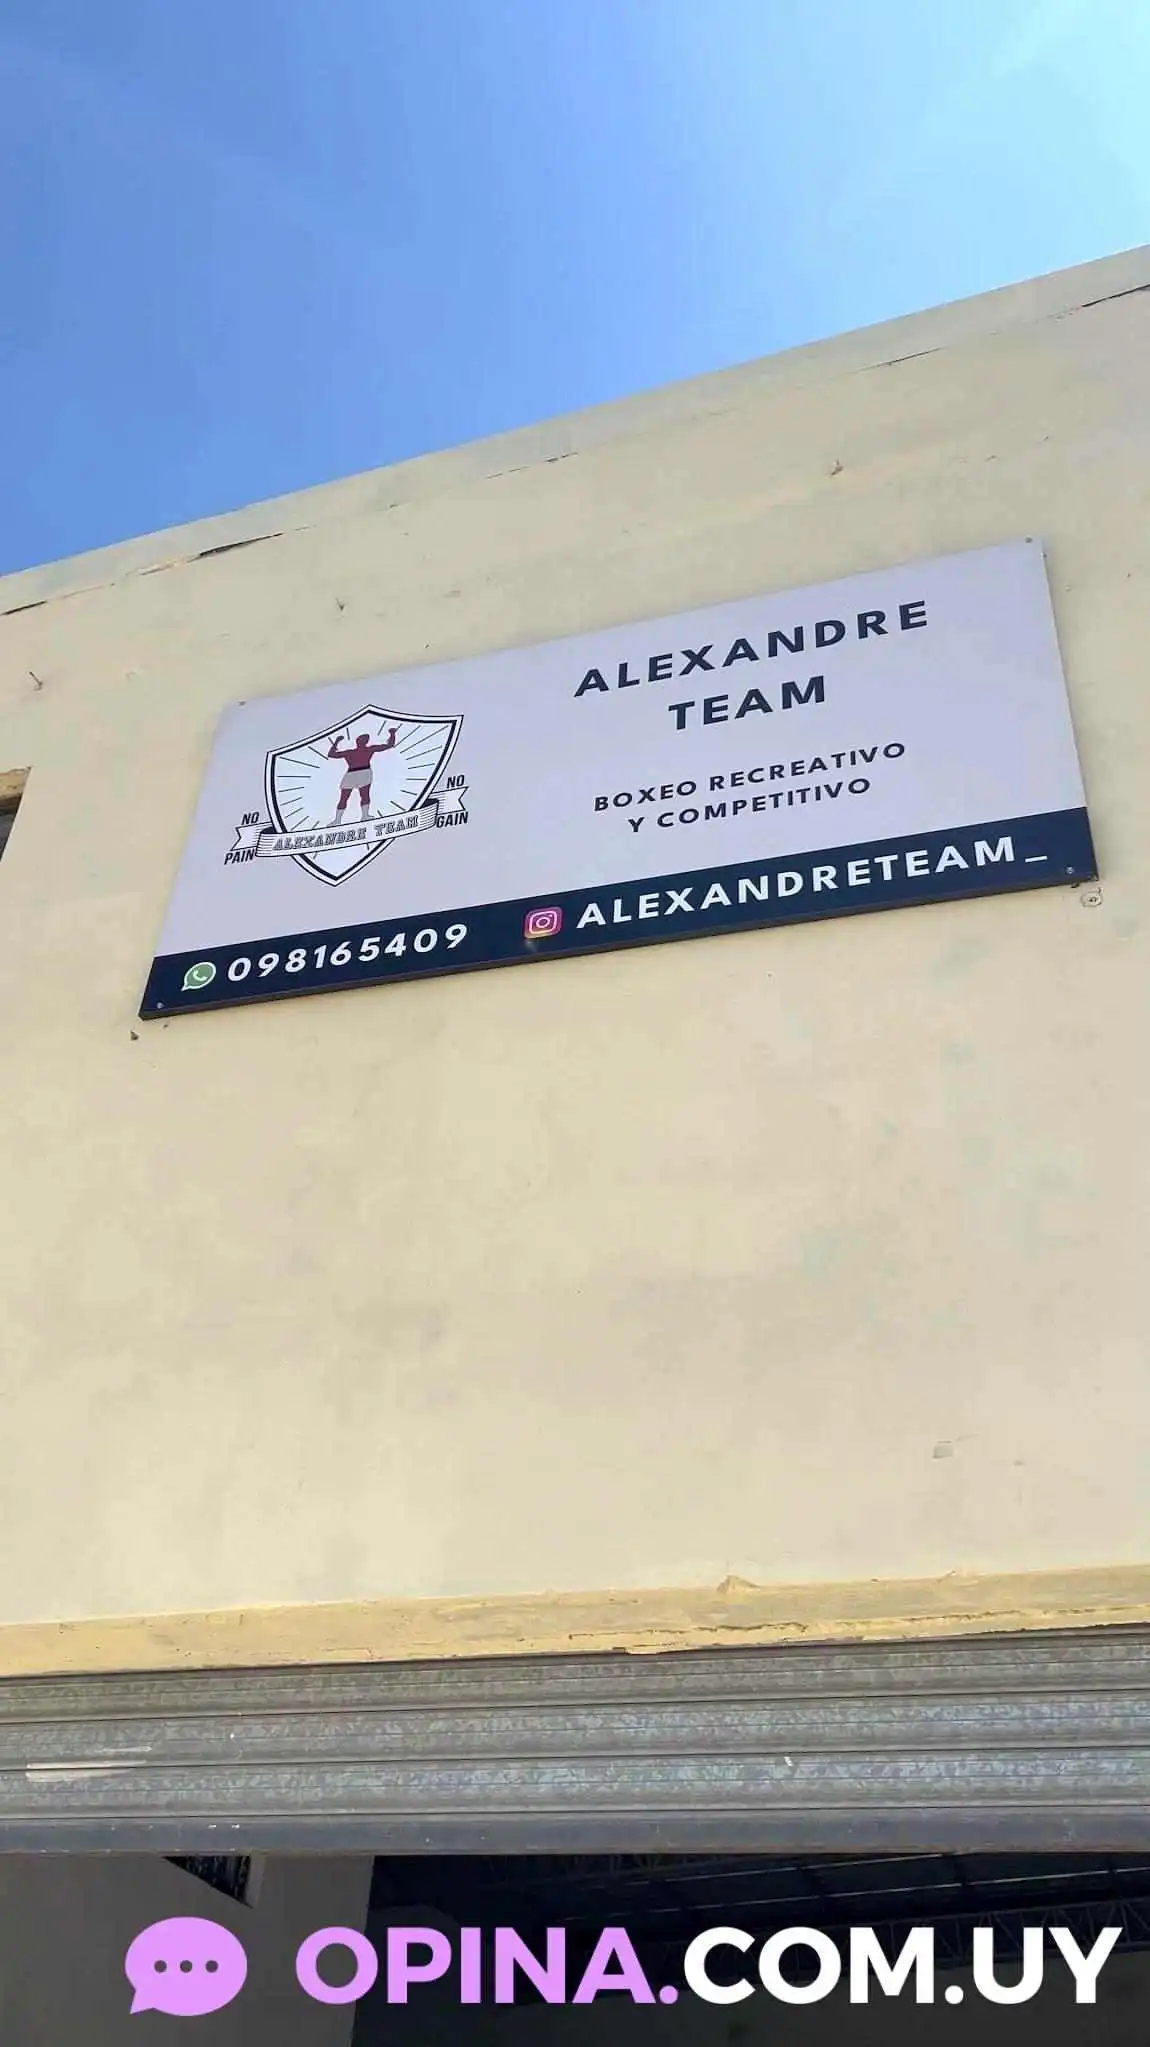 ALEXANDRE
TEAM
BOXEO RECREATIVO
Y COMPETITIVO
NO
PAIN
ALEXANDRE TEAM
NO
GAIN
098165409
ALEXANDRETEAM_
OPINA.COM.UY